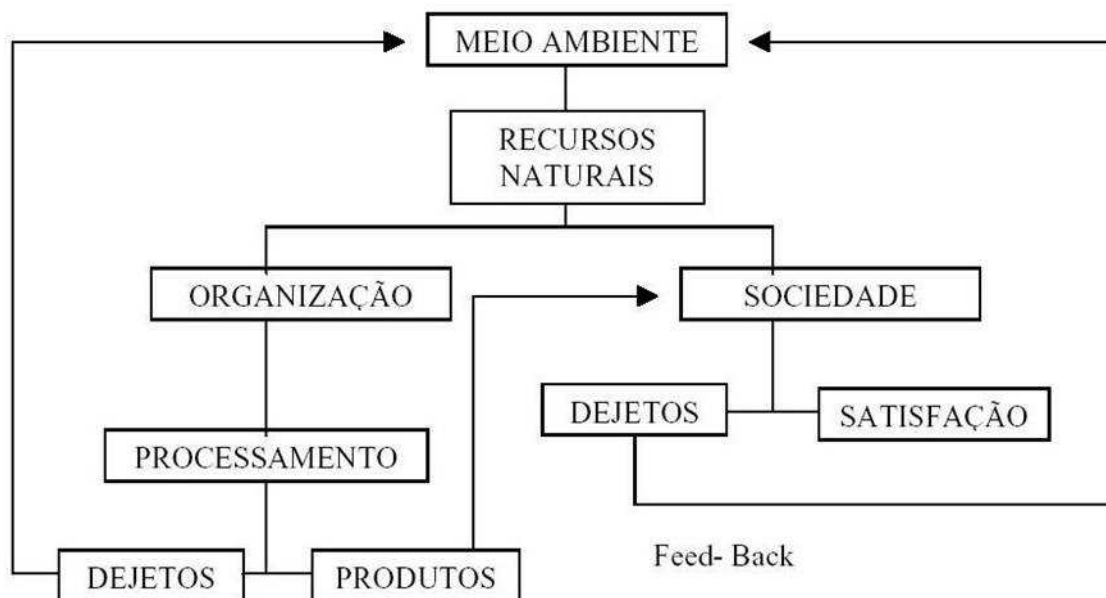 MEIO AMBIENTE
RECURSOS
NATURAIS
ORGANIZAÇÃO
SOCIEDADE
DEJETOS
SATISFAÇÃO
PROCESSAMENTO
DEJETOS
PRODUTOS
Feed- Back